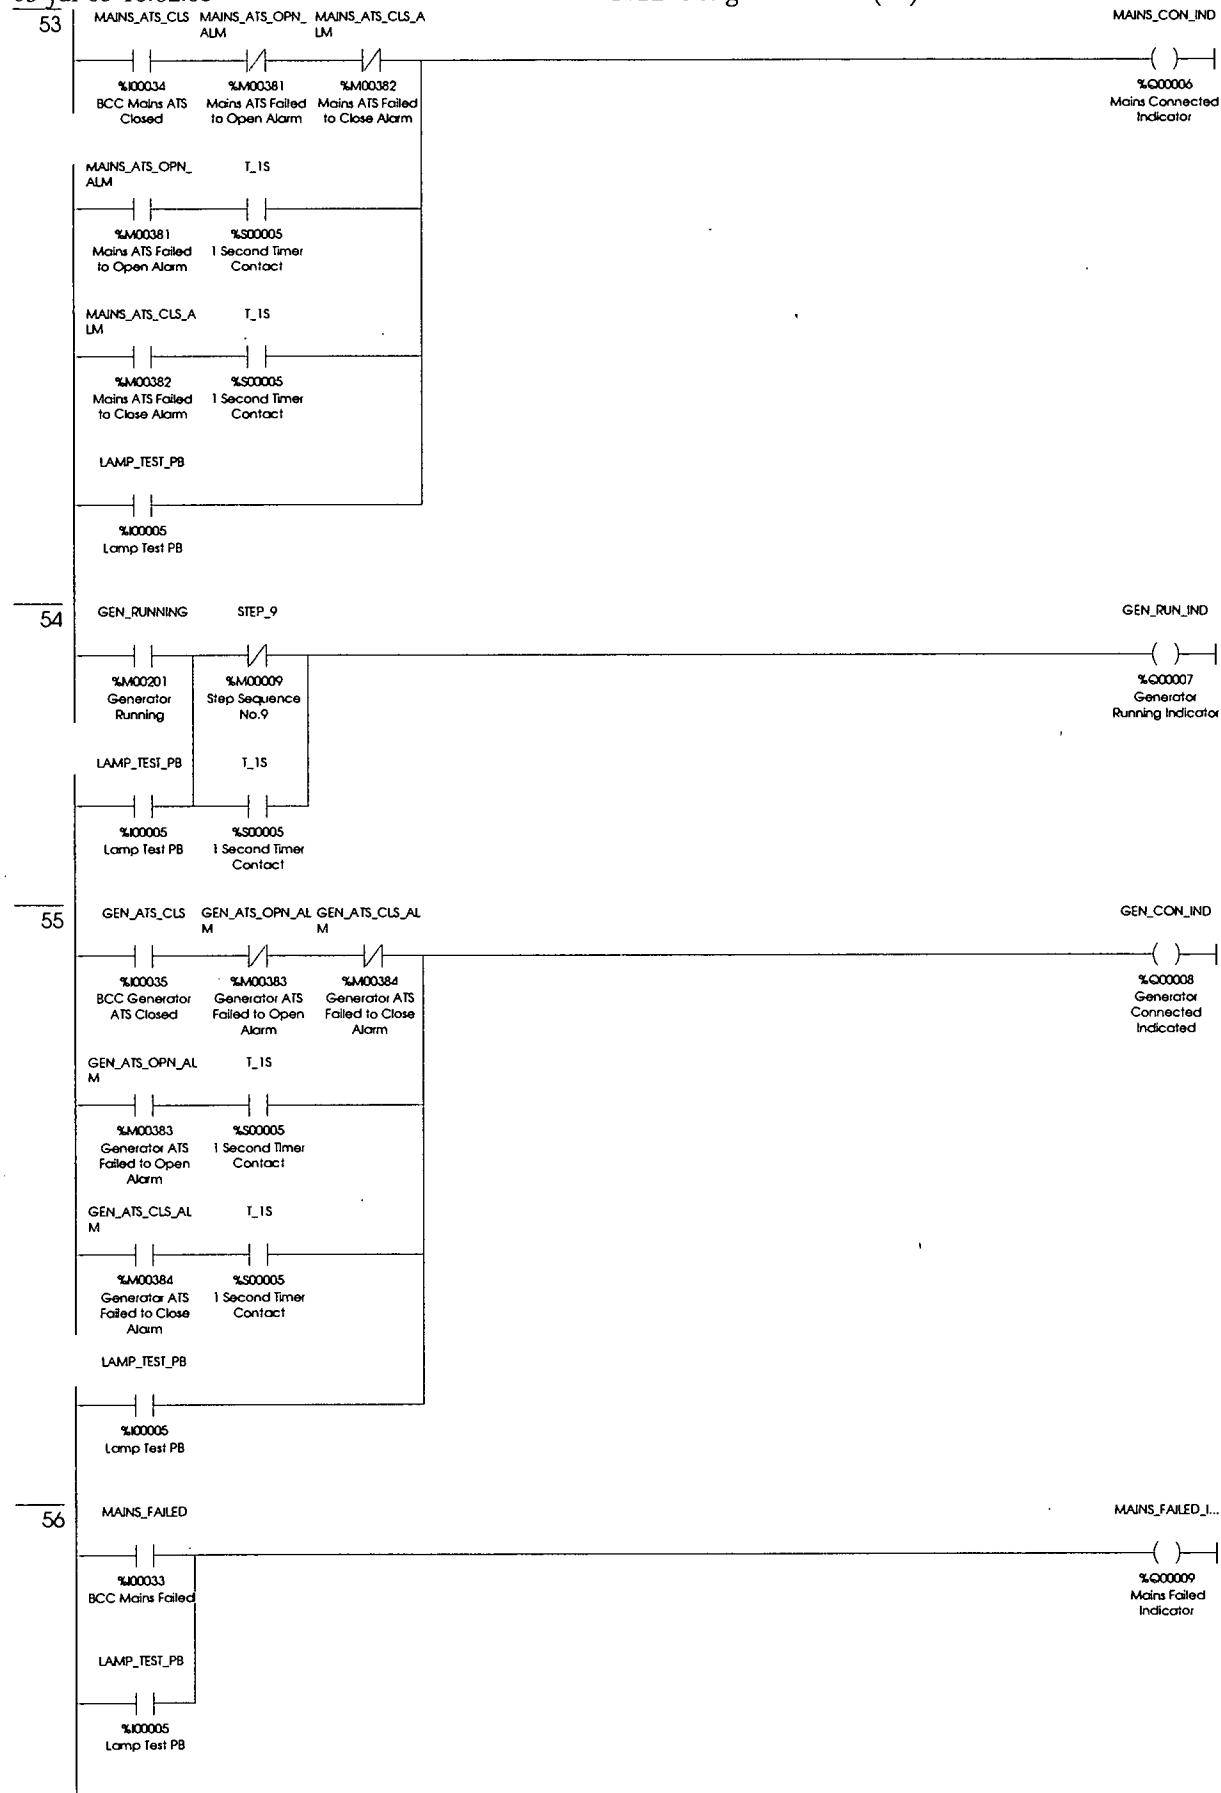 53
MAINS_ATS_CLS MAINS_ATS_OPN_ MAINS_ATS_CLS_A
ALM LM
MAINS_CON_IND
%I00034 %M00381 %M00382
BCC Mains ATS Mains ATS Failed Mains ATS Failed
Closed to Open Alarm to Close Alarm
%Q00006
Mains Connected
Indicator
MAINS_ATS_OPN_ T_1S
ALM
%M00381 %S00005
Mains ATS Failed 1 Second Timer
to Open Alarm Contact
MAINS_ATS_CLS_A T_1S
LM
%M00382 %S00005
Mains ATS Failed 1 Second Timer
to Close Alarm Contact
LAMP_TEST_PB
%I00005
Lamp Test PB
54
GEN_RUNNING STEP_9
GEN_RUN_IND
%M00201 %M00009
Generator Step Sequence
Running No.9
%Q00007
Generator
Running Indicator
LAMP_TEST_PB T_1S
%I00005 %S00005
Lamp Test PB 1 Second Timer
Contact
55
GEN_ATS_CLS GEN_ATS_OPN_AL GEN_ATS_CLS_AL
M M
GEN_CON_IND
%I00035 %M00383 %M00384
BCC Generator Generator ATS Generator ATS
ATS Closed Failed to Open Failed to Close
Alarm Alarm
%Q00008
Generator
Connected
Indicated
GEN_ATS_OPN_AL T_1S
M
%M00383 %S00005
Generator ATS 1 Second Timer
Failed to Open Contact
Alarm
GEN_ATS_CLS_AL T_1S
M
%M00384 %S00005
Generator ATS 1 Second Timer
Failed to Close Contact
Alarm
LAMP_TEST_PB
%I00005
Lamp Test PB
56
MAINS_FAILED
MAINS_FAILED_I...
%I00033
BCC Mains Failed
%Q00009
Mains Failed
Indicator
LAMP_TEST_PB
%I00005
Lamp Test PB